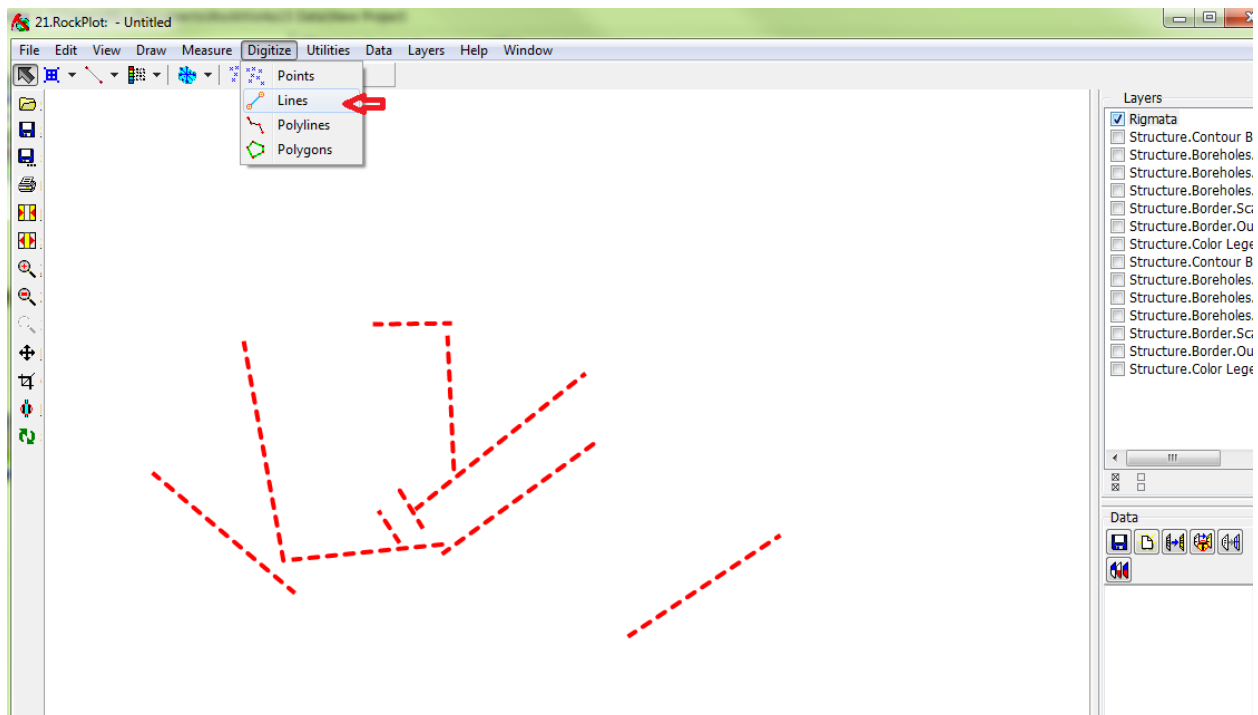 21.RockPlot: - Untitled
File Edit View Draw Measure Digitize Utilities Data Layers Help Window
Points
Lines
Polylines
Polygons
Layers
Rigmata
Structure.Contour B
Structure.Boreholes.
Structure.Boreholes.
Structure.Boreholes.
Structure.Border.Sca
Structure.Border.Ou
Structure.Color Lege
Structure.Contour B
Structure.Boreholes.
Structure.Boreholes.
Structure.Boreholes.
Structure.Border.Sca
Structure.Border.Ou
Structure.Color Lege
Data